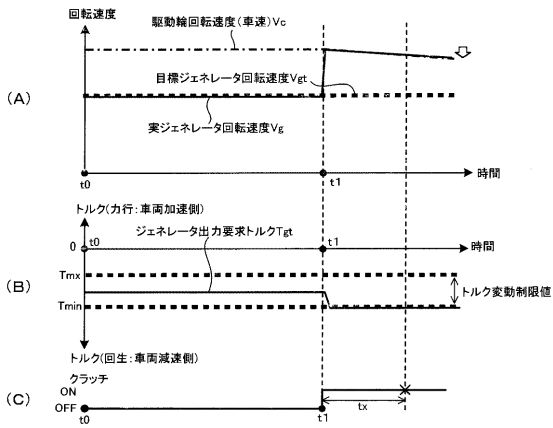 回転速度
駆動輪回転速度(車速)Vc
目標ジェネレータ回転速度Vgt
(A)
実ジェネレータ回転速度Vg
時間
t0
t1
トルク(力行:車両加速側)
ジェネレータ出力要求トルクTgt
0
t0
t1
時間
Tmx
(B)
トルク変動制限値
Tmin
トルク(回生:車両減速側)
クラッチ
ON
(C)
OFF
t1
tx